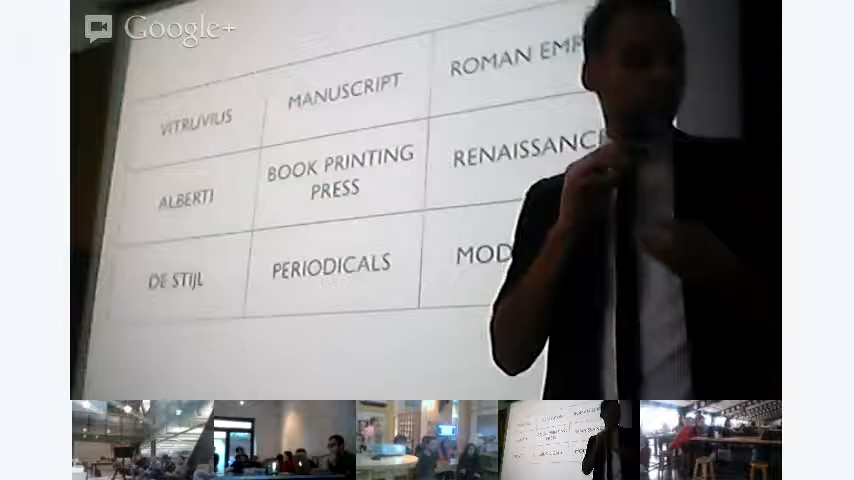 Google+
VITRUVIUS
MANUSCRIPT
ROMAN EMP
ALBERTI
BOOK PRINTING
PRESS
RENAISSANC
DE STIJL
PERIODICALS
MOD